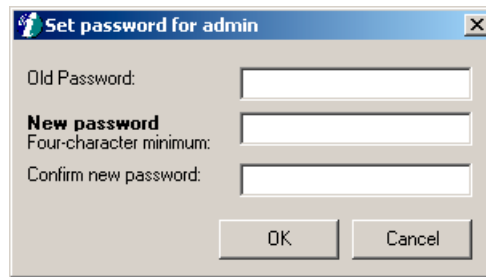 Set password for admin
Old Password:
New password
Four-character minimum:
Confirm new password:
OK
Cancel